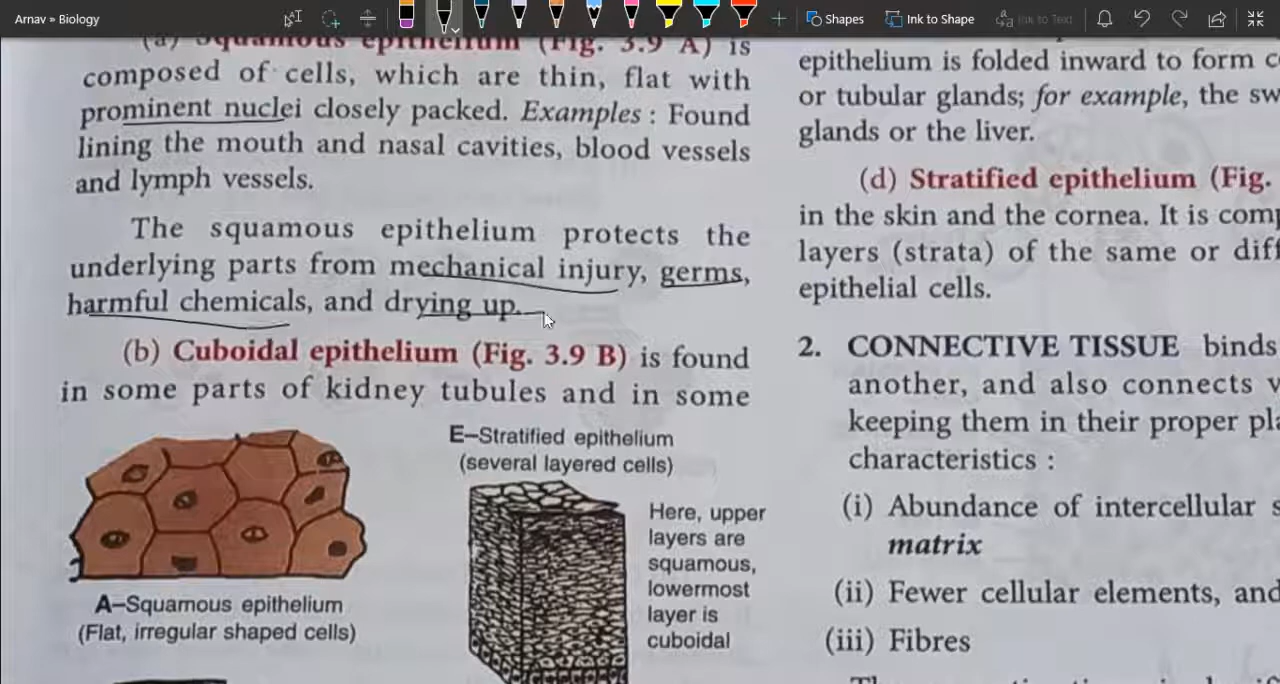 Arnav » Biology
Shapes
Ink to Shape
Ink to Text
(a) Squamous epithelium (Fig. 3.9 A) is
composed of cells, which are thin, flat with
prominent nuclei closely packed. Examples : Found
lining the mouth and nasal cavities, blood vessels
and lymph vessels.
The squamous epithelium protects the
underlying parts from mechanical injury, germs,
harmful chemicals, and drying up.
(b) Cuboidal epithelium (Fig. 3.9 B) is found
in some parts of kidney tubules and in some
A–Squamous epithelium
(Flat, irregular shaped cells)
E–Stratified epithelium
(several layered cells)
Here, upper
layers are
squamous,
lowermost
layer is
cuboidal
epithelium is folded inward to form
or tubular glands; for example, the
glands or the liver.
(d) Stratified epithelium (Fig.
in the skin and the cornea. It is
layers (strata) of the same or
epithelial cells.
2. CONNECTIVE TISSUE binds
another, and also connects
keeping them in their proper
characteristics :
(i) Abundance of intercellular
matrix
(ii) Fewer cellular elements, and
(iii) Fibres